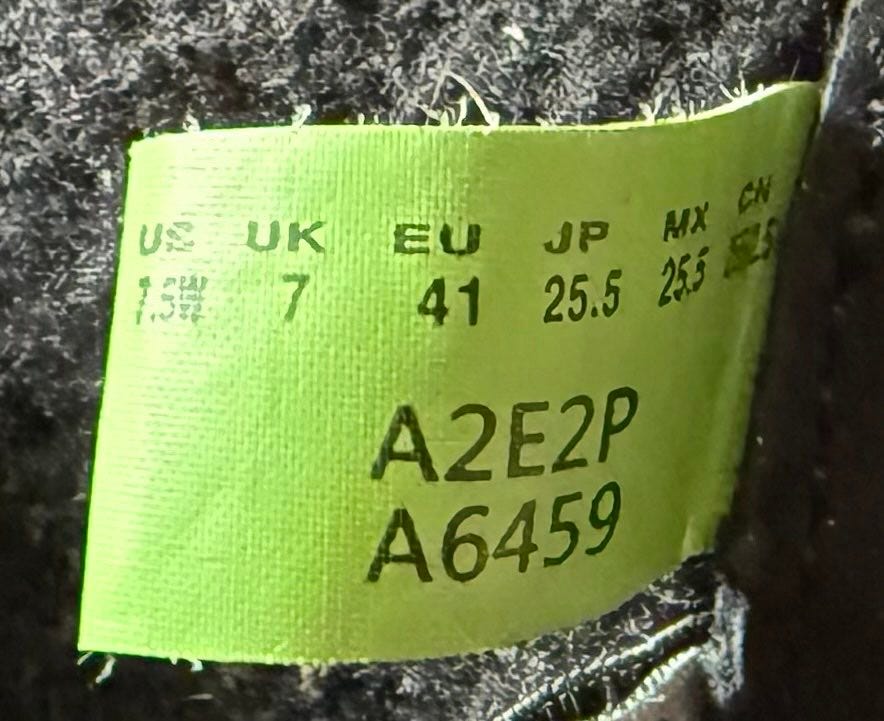 US UK EU JP MX CN
7.5W 7 41 25.5 25.5
A2E2P
A6459